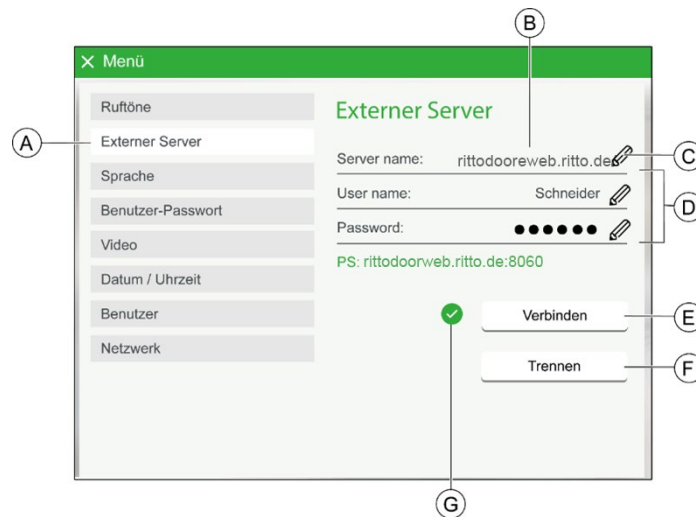 B
× Menü
Ruftöne
Externer Server
A
Externer Server
Server name: rittodooreweb.ritto.de
C
Sprache
User name: Schneider
D
Benutzer-Passwort
Password: ●●●●●●
Video
PS: rittodoorweb.ritto.de:8060
Datum / Uhrzeit
Benutzer
Verbinden
E
Netzwerk
Trennen
F
G